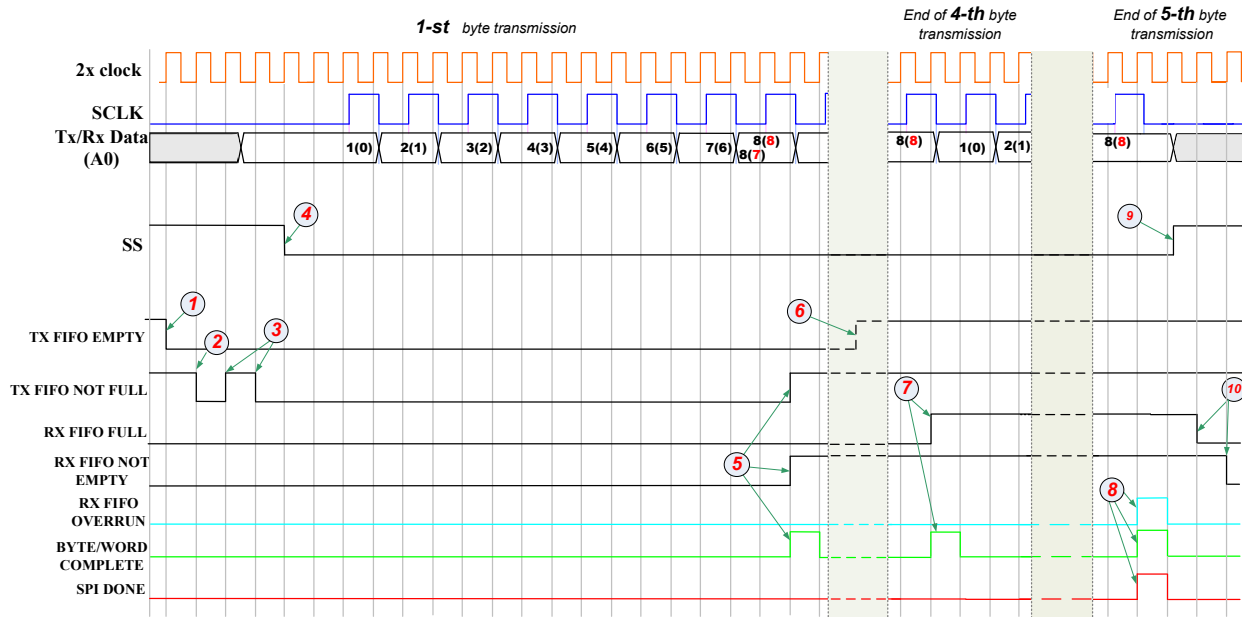 1-st byte transmission
End of 4-th byte
transmission
End of 5-th byte
transmission
2x clock
SCLK
Tx/Rx Data
(A0)
1(0)
2(1)
3(2)
4(3)
5(4)
6(5)
7(6)
8(8)
8(7)
8(8)
1(0)
2(1)
8(8)
SS
4
9
TX FIFO EMPTY
1
2
3
6
TX FIFO NOT FULL
7
10
RX FIFO FULL
RX FIFO NOT
EMPTY
5
8
RX FIFO
OVERRUN
BYTE/WORD
COMPLETE
SPI DONE